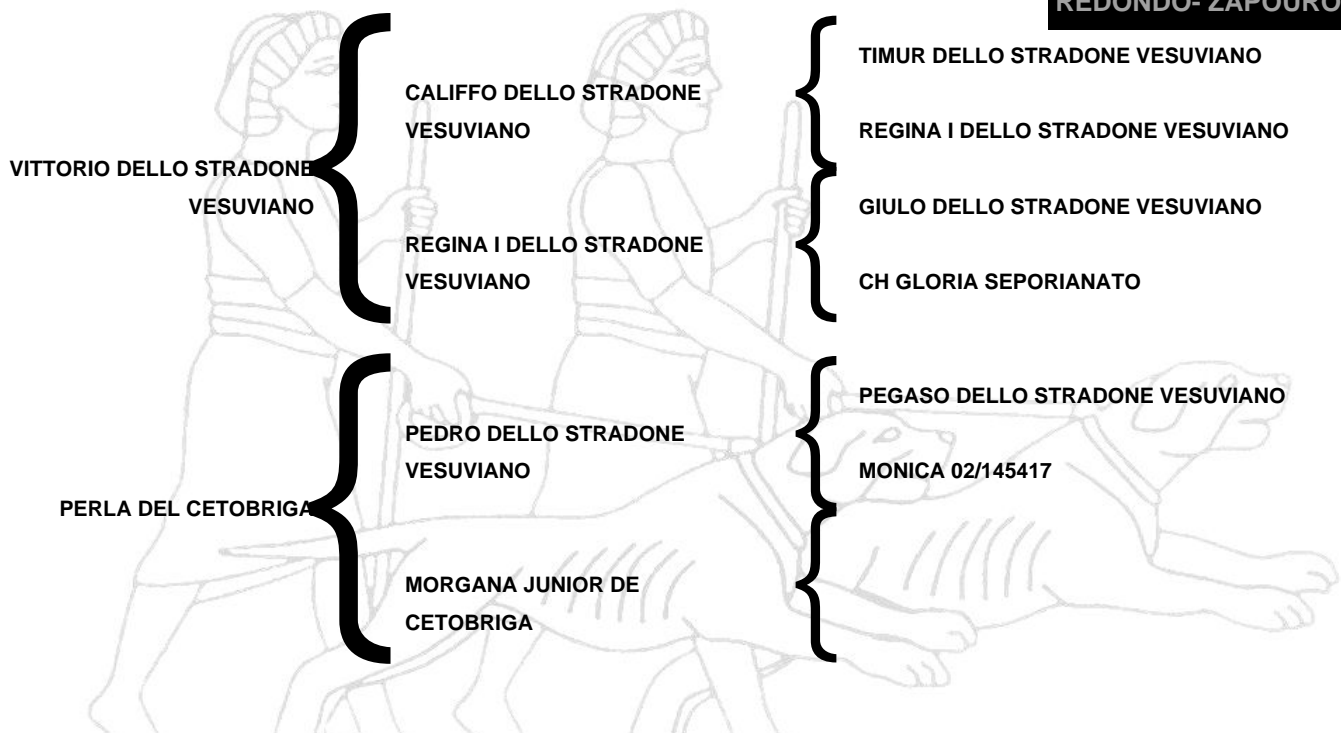 REDONDO- ZAPOURO
TIMUR DELLO STRADONE VESUVIANO
CALIFFO DELLO STRADONE
VESUVIANO
REGINA I DELLO STRADONE VESUVIANO
VITTORIO DELLO STRADONE
VESUVIANO
GIULO DELLO STRADONE VESUVIANO
REGINA I DELLO STRADONE
VESUVIANO
CH GLORIA SEPORIANATO
PEGASO DELLO STRADONE VESUVIANO
PEDRO DELLO STRADONE
VESUVIANO
MONICA 02/145417
PERLA DEL CETOBRIGA
MORGANA JUNIOR DE
CETOBRIGA